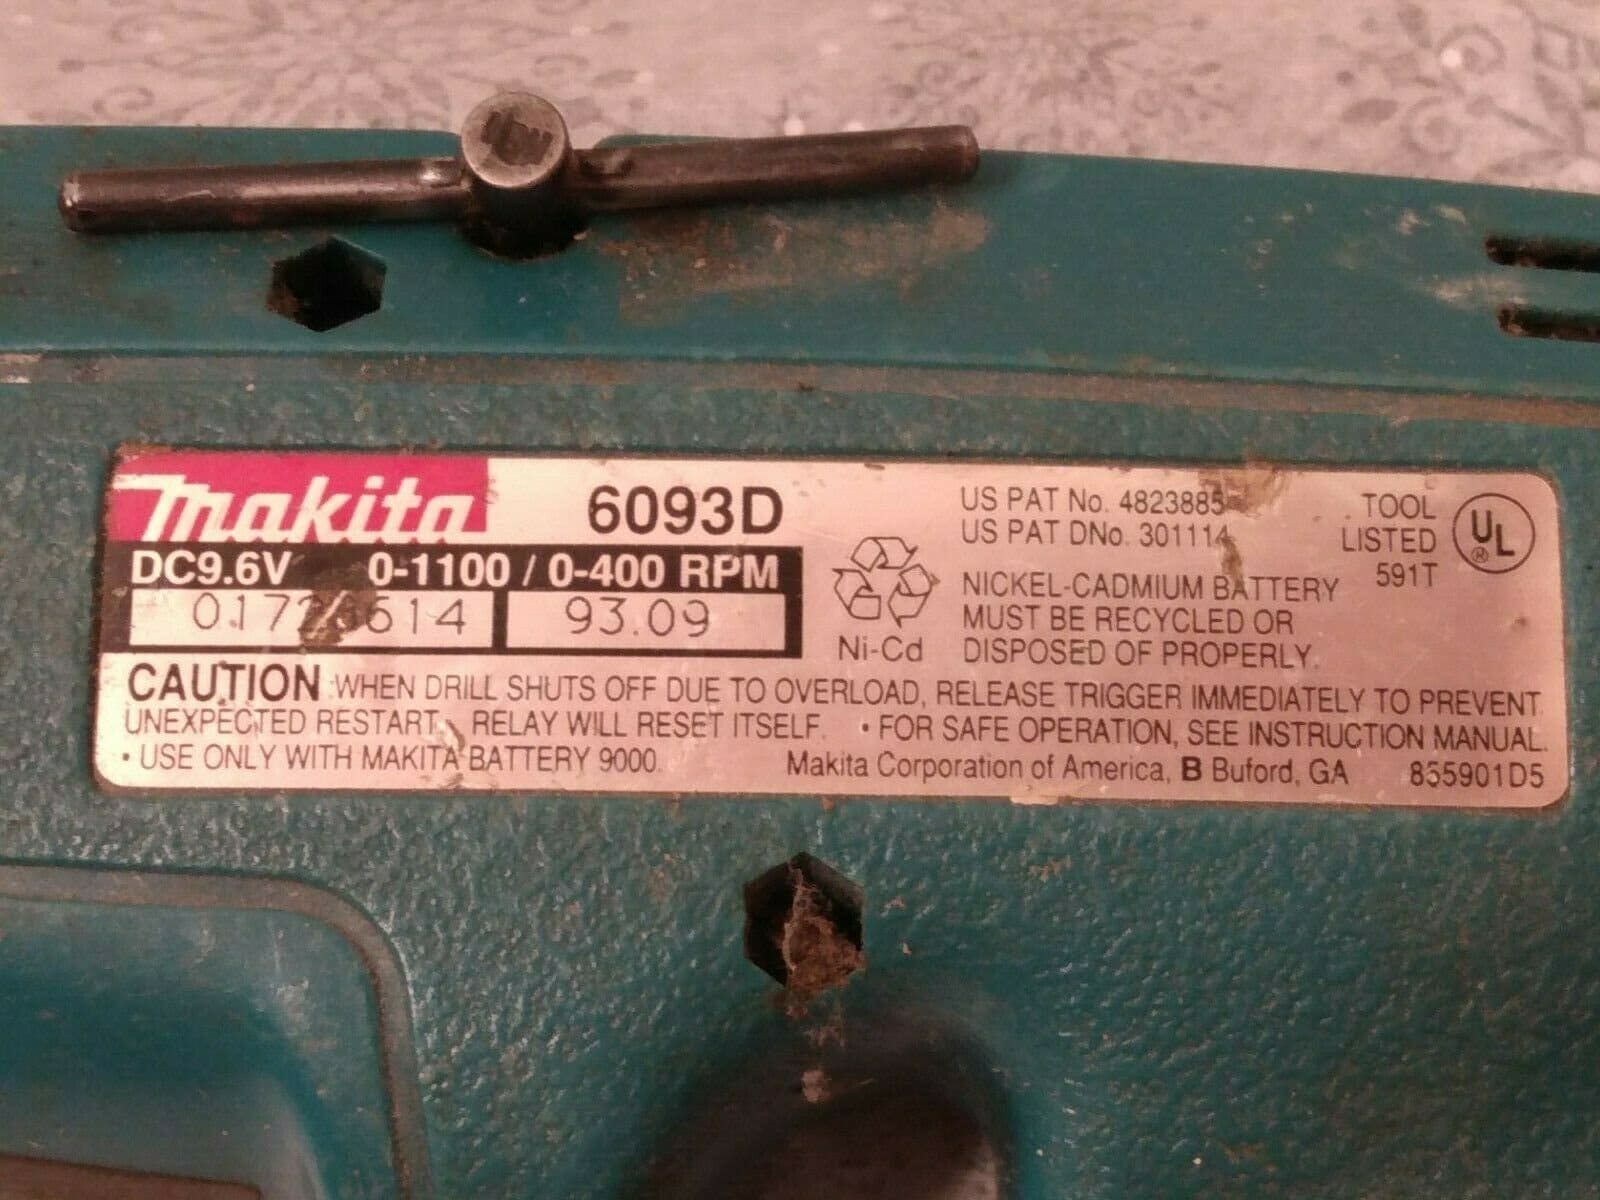 makita 6093D
DC9.6V 0-1100 / 0-400 RPM
93.09
US PAT No. 4823885
US PAT DNo. 301114
Ni-Cd
NICKEL-CADMIUM BATTERY
MUST BE RECYCLED OR
DISPOSED OF PROPERLY.
TOOL
LISTED
591T
UL
®
CAUTION WHEN DRILL SHUTS OFF DUE TO OVERLOAD, RELEASE TRIGGER IMMEDIATELY TO PREVENT
UNEXPECTED RESTART. RELAY WILL RESET ITSELF. • FOR SAFE OPERATION, SEE INSTRUCTION MANUAL.
• USE ONLY WITH MAKITA BATTERY 9000. Makita Corporation of America, B Buford, GA 855901D5